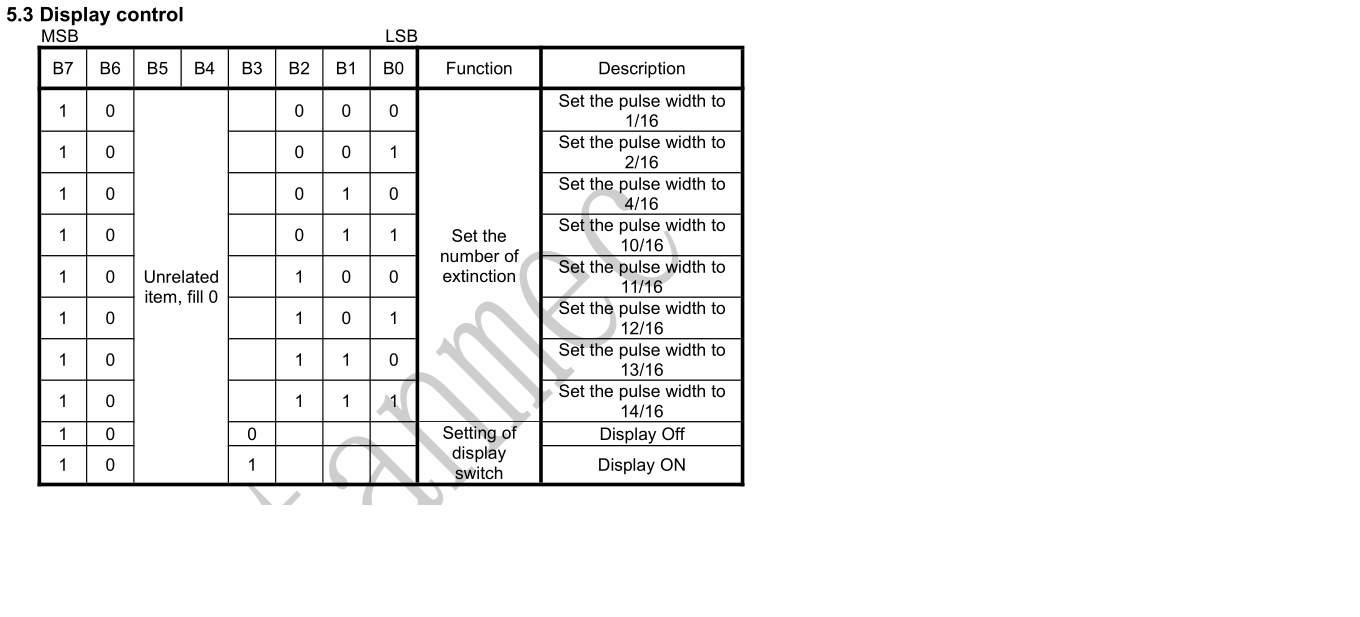 5.3 Display control
MSB LSB
B7 B6 B5 B4 B3 B2 B1 B0 Function Description
1 0 0 0 0 Set the pulse width to
1/16
1 0 0 0 1 Set the pulse width to
2/16
1 0 0 1 0 Set the pulse width to
4/16
1 0 0 1 1 Set the pulse width to
10/16
Set the
number of
extinction
Unrelated
item, fill 0
1 0 1 0 0 Set the pulse width to
11/16
1 0 1 0 1 Set the pulse width to
12/16
1 0 1 1 0 Set the pulse width to
13/16
1 0 1 1 1 Set the pulse width to
14/16
1 0 0 Display Off
Setting of
display
switch
1 0 1 Display ON